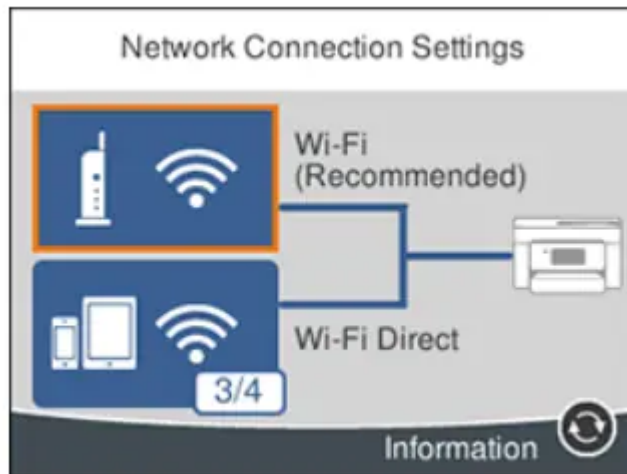 Network Connection Settings
Wi-Fi
(Recommended)
Wi-Fi Direct
3/4
Information